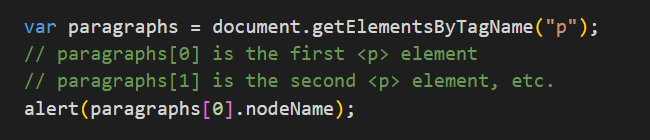 var paragraphs = document.getElementsByTagName("p");
// paragraphs[0] is the first <p> element
// paragraphs[1] is the second <p> element, etc.
alert(paragraphs[0].nodeName);